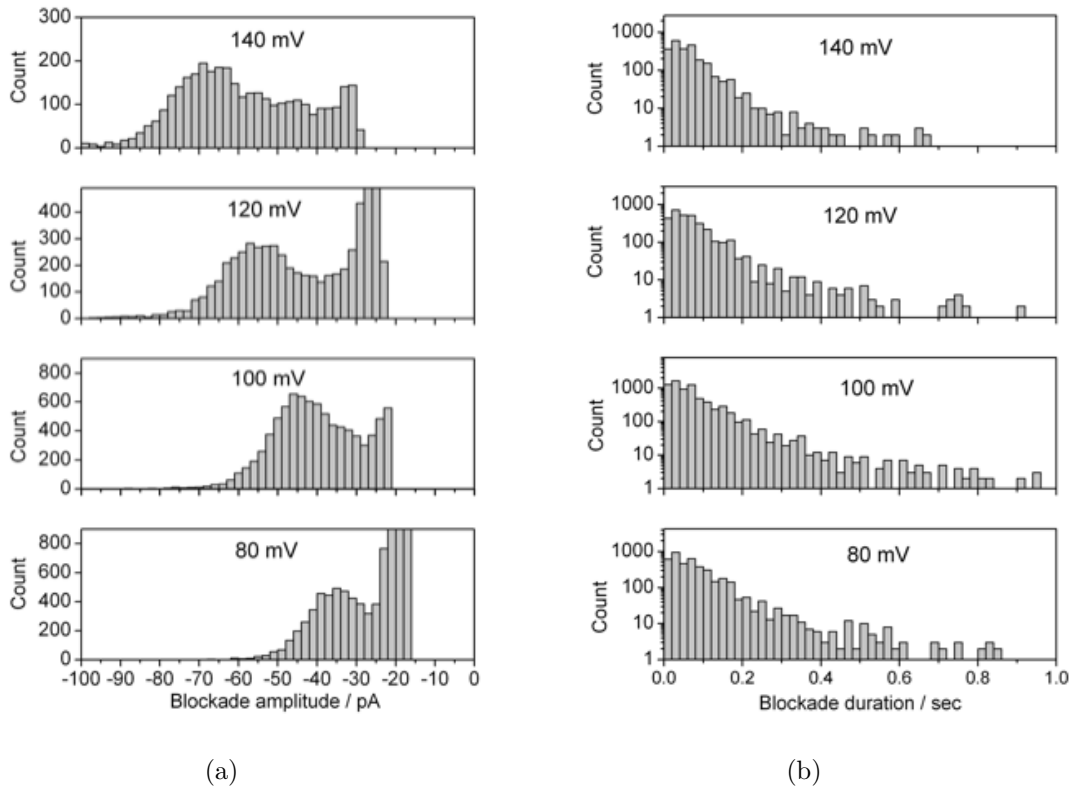 300
200
100
0
Count
140 mV
400
300
200
100
0
Count
120 mV
800
600
400
200
0
Count
100 mV
800
600
400
200
0
Count
80 mV
-100 -90 -80 -70 -60 -50 -40 -30 -20 -10 0
Blockade amplitude / pA
(a)
1000
100
10
1
Count
140 mV
1000
100
10
1
Count
120 mV
1000
100
10
1
Count
100 mV
1000
100
10
1
Count
80 mV
0.0 0.2 0.4 0.6 0.8 1.0
Blockade duration / sec
(b)